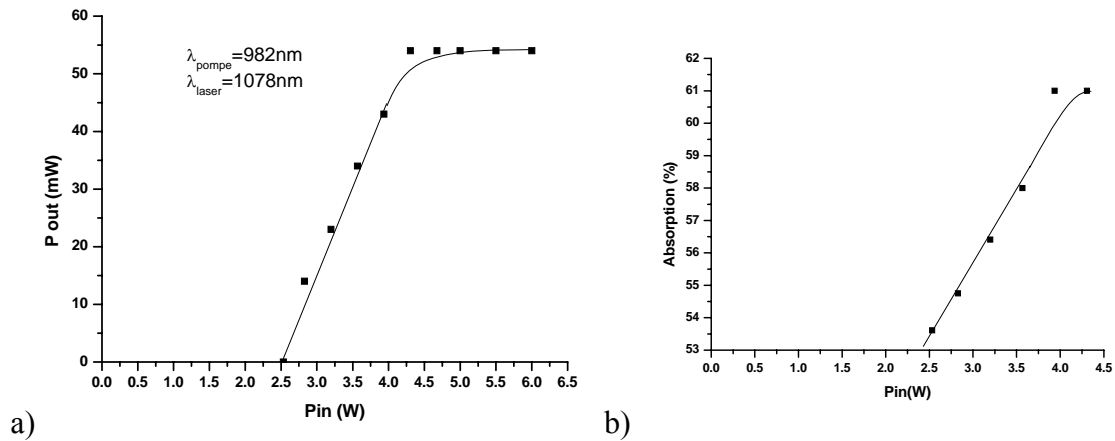 60
50
40
30
20
10
0
P out (mW)
λpompe=982nm
λlaser=1078nm
0.0 0.5 1.0 1.5 2.0 2.5 3.0 3.5 4.0 4.5 5.0 5.5 6.0 6.5
Pin (W)
a)
62
61
60
59
58
57
56
55
54
53
Absorption (%)
0.0 0.5 1.0 1.5 2.0 2.5 3.0 3.5 4.0 4.5
Pin(W)
b)